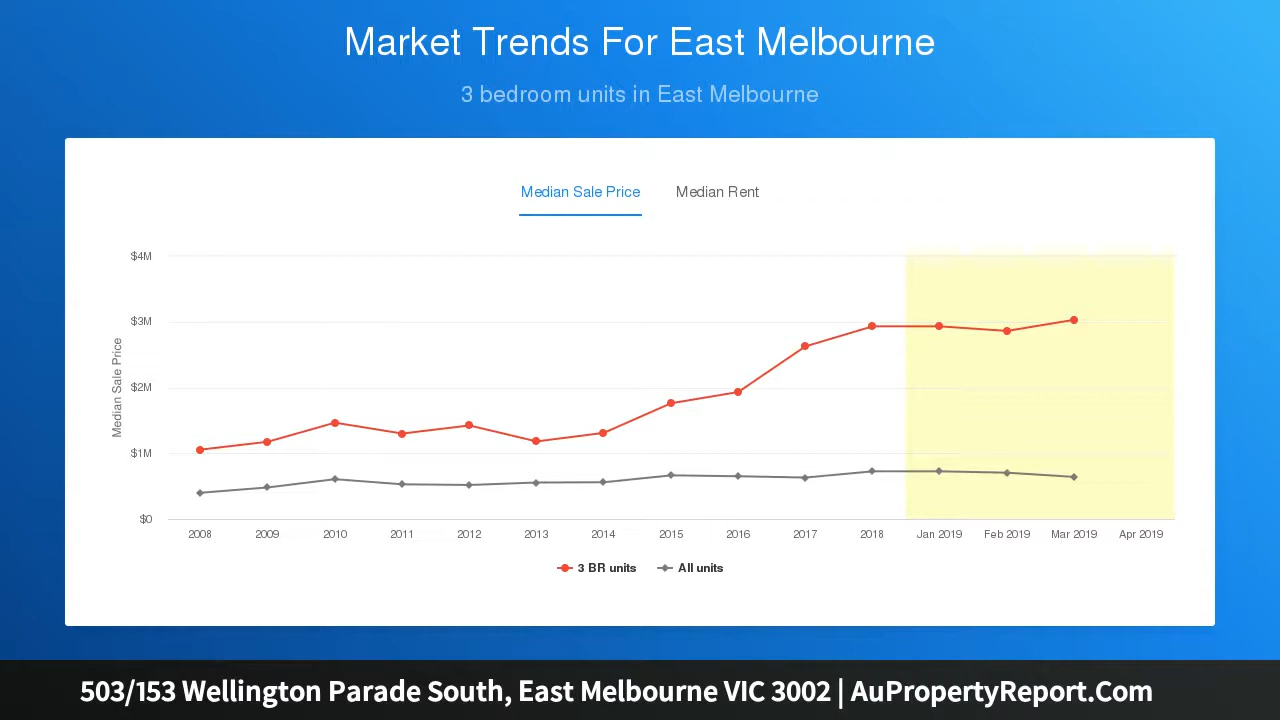 Market Trends For East Melbourne
3 bedroom units in East Melbourne
Median Sale Price Median Rent
Median Sale Price
$4M
$3M
$2M
$1M
$0
2008 2009 2010 2011 2012 2013 2014 2015 2016 2017 2018 Jan 2019 Feb 2019 Mar 2019 Apr 2019
3 BR units All units
503/153 Wellington Parade South, East Melbourne VIC 3002 | AuPropertyReport.Com